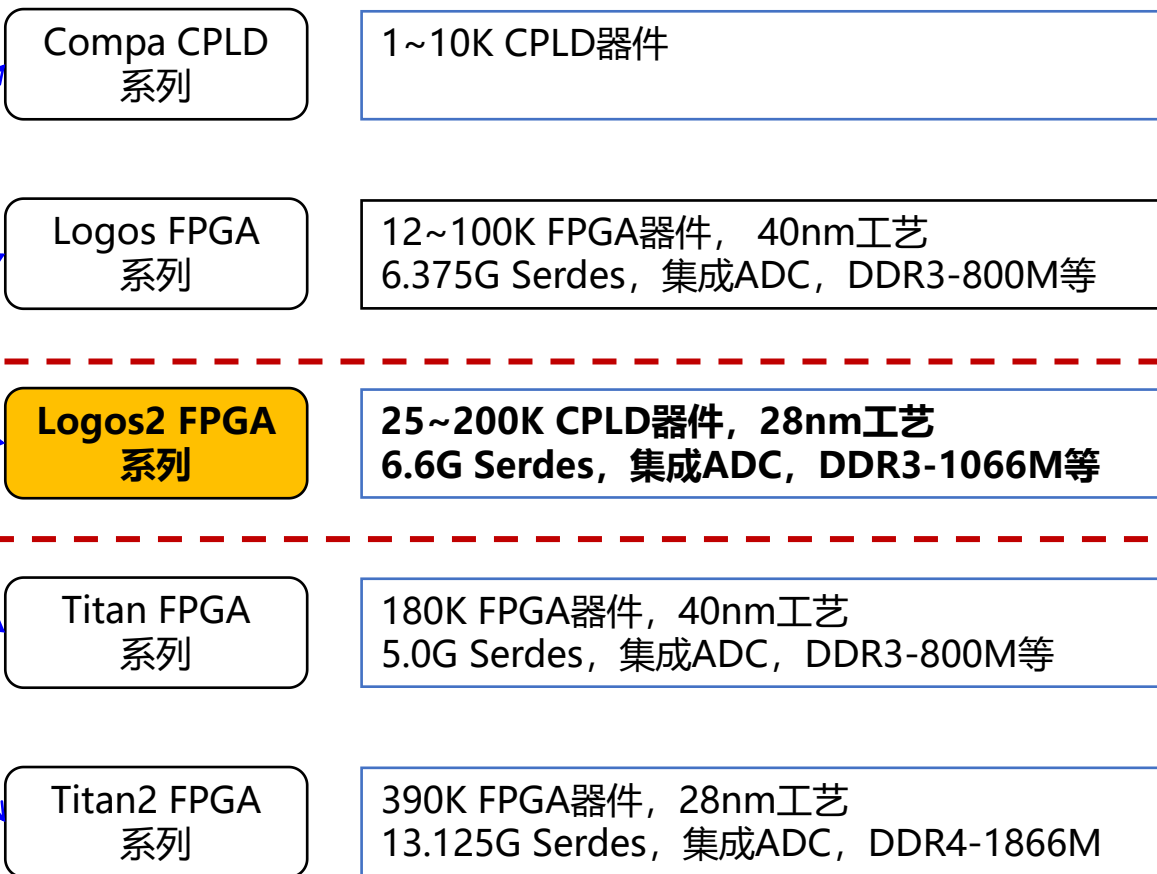 Compa CPLD
系列
1~10K CPLD器件
Logos FPGA
系列
12~100K FPGA器件， 40nm工艺
6.375G Serdes，集成ADC，DDR3-800M等
Logos2 FPGA
系列
25~200K CPLD器件，28nm工艺
6.6G Serdes，集成ADC，DDR3-1066M等
Titan FPGA
系列
180K FPGA器件，40nm工艺
5.0G Serdes，集成ADC，DDR3-800M等
Titan2 FPGA
系列
390K FPGA器件，28nm工艺
13.125G Serdes，集成ADC，DDR4-1866M